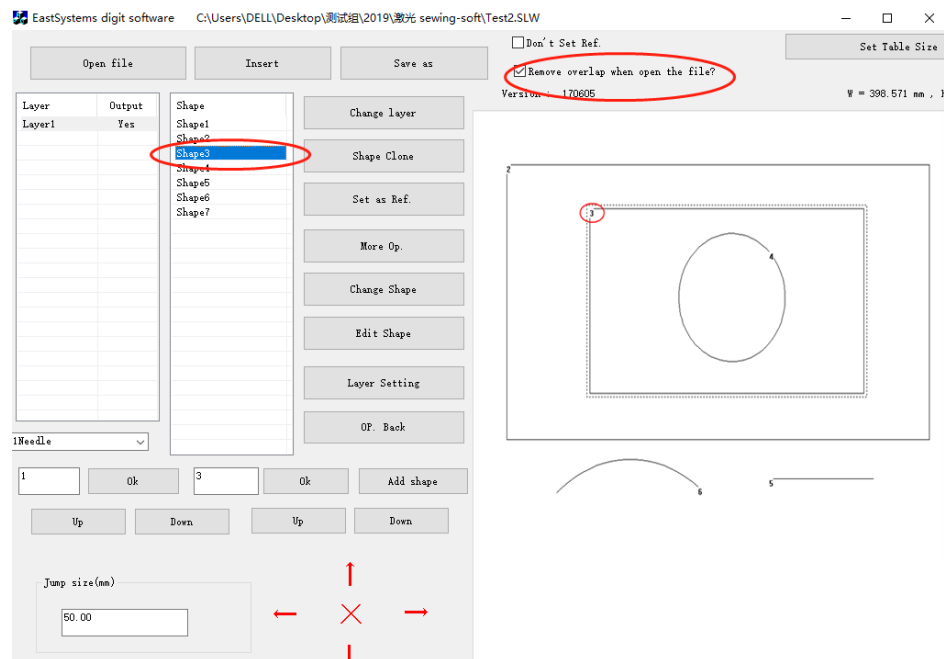 EastSystems digit software C:\Users\DELL\Desktop\测试组\2019\激光 sewing-soft\Test2.SLW
Don't Set Ref.
Set Table Size
Open file
Insert
Save as
Remove overlap when open the file?
Version : 170605
W = 398.571 mm ,
Layer Output
Layer1 Yes
Shape
Shape1
Shape2
Shape3
Shape4
Shape5
Shape6
Shape7
Change layer
Shape Clone
Set as Ref.
More Op.
Change Shape
Edit Shape
Layer Setting
OP. Back
2
3
4
5
6
1Needle
1
Ok
3
Ok
Add shape
Up
Down
Up
Down
Jump size(mm)
50.00